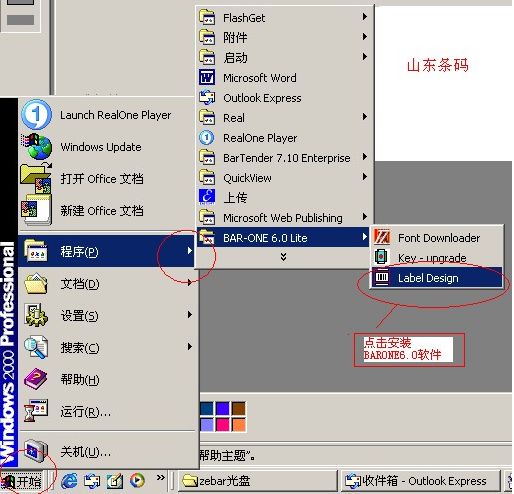 FlashGet
附件
启动
Microsoft Word
Outlook Express
Real
RealOne Player
BarTender 7.10 Enterprise
QuickView
上传
Microsoft Web Publishing
BAR-ONE 6.0 Lite
山东条码
Launch RealOne Player
Windows Update
打开 Office 文档
新建 Office 文档
程序(P)
文档(D)
设置(S)
搜索(C)
帮助(H)
运行(R)...
关机(U)...
Windows 2000 Professional
Font Downloader
Key - upgrade
Label Design
点击安装
BARONE6.0软件
帮助主题”。
开始
zebar光盘
收件箱 - Outlook Express